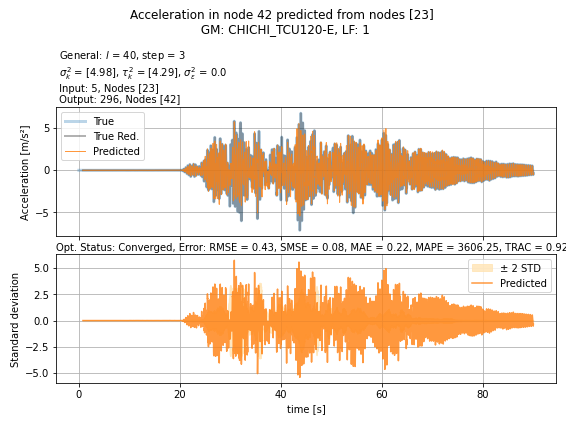 Acceleration in node 42 predicted from nodes [23]
GM: CHICHI_TCU120-E, LF: 1
General: l = 40, step = 3
σ²ₖ = [4.98], τ²ₖ = [4.29], σ²ε = 0.0
Input: 5, Nodes [23]
Output: 296, Nodes [42]
True
True Red.
Predicted
Acceleration [m/s²]
5
0
−5
Opt. Status: Converged, Error: RMSE = 0.43, SMSE = 0.08, MAE = 0.22, MAPE = 3606.25, TRAC = 0.92
± 2 STD
Predicted
Standard deviation
5.0
2.5
0.0
−2.5
−5.0
0 20 40 60 80
time [s]